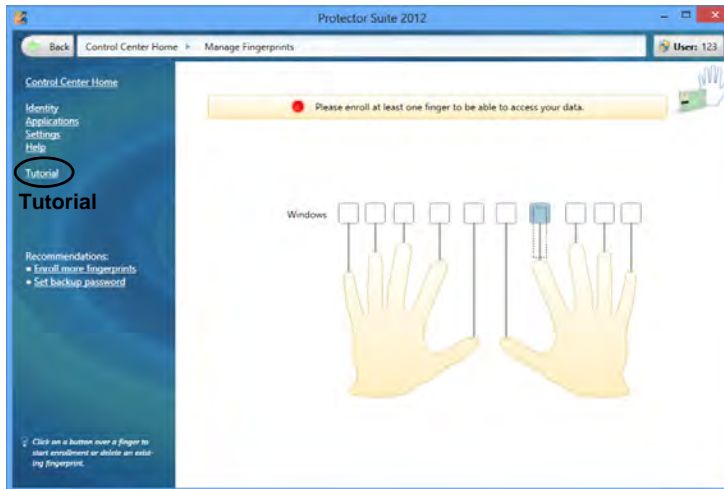 Protector Suite 2012
Back Control Center Home Manage Fingerprints User: 123
Control Center Home
Identity
Applications
Settings
Help
Tutorial
Tutorial
Recommendations:
Enroll more fingerprints
Set backup password
Click on a button over a finger to
start enrollment or delete an exist-
ing fingerprint.
Please enroll at least one finger to be able to access your data.
Windows